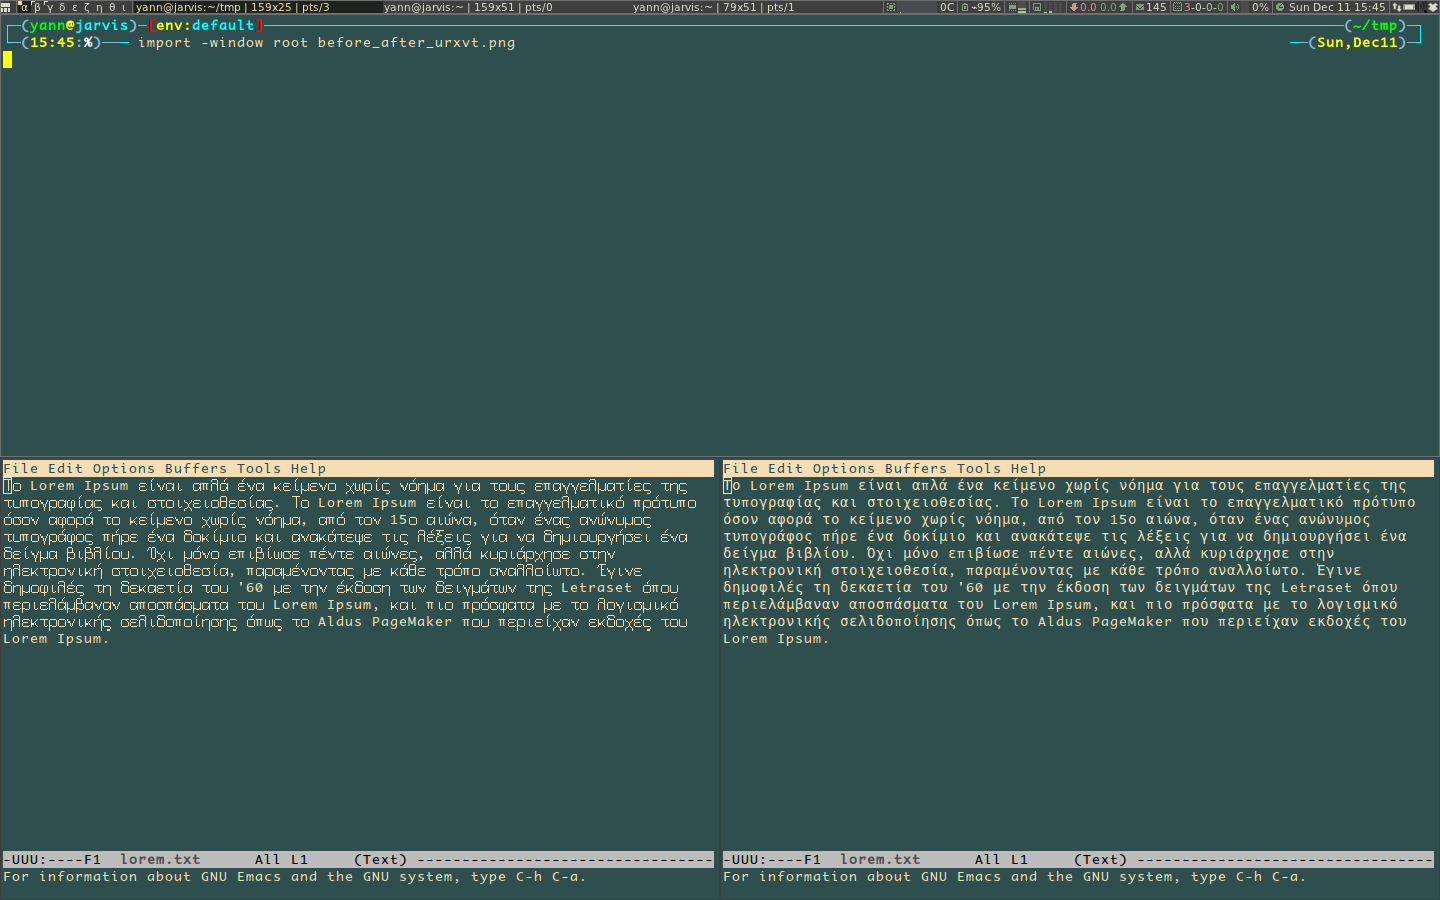 α β γ δ ε ζ η θ ι yann@jarvis:~/tmp | 159x25 | pts/3 yann@jarvis:~ | 159x51 | pts/0 yann@jarvis:~ | 79x51 | pts/1 0C ~95% 0.0 0.0 145 3-0-0-0 0% Sun Dec 11 15:45
(yann@jarvis)─[env:default] (~/tmp)
(15:45:%)── import -window root before_after_urxvt.png ──(Sun,Dec11)
File Edit Options Buffers Tools Help
Το Lorem Ipsum είναι απλά ένα κείμενο χωρίς νόημα για τους επαγγελματίες της
τυπογραφίας και στοιχειοθεσίας. Το Lorem Ipsum είναι το επαγγελματικό πρότυπο
όσον αφορά το κείμενο χωρίς νόημα, από τον 15ο αιώνα, όταν ένας ανώνυμος
τυπογράφος πήρε ένα δοκίμιο και ανακάτεψε τις λέξεις για να δημιουργήσει ένα
δείγμα βιβλίου. Όχι μόνο επιβίωσε πέντε αιώνες, αλλά κυριάρχησε στην
ηλεκτρονική στοιχειοθεσία, παραμένοντας με κάθε τρόπο αναλλοίωτο. Έγινε
δημοφιλές τη δεκαετία του '60 με την έκδοση των δειγμάτων της Letraset όπου
περιελάμβαναν αποσπάσματα του Lorem Ipsum, και πιο πρόσφατα με το λογισμικό
ηλεκτρονικής σελιδοποίησης όπως το Aldus PageMaker που περιείχαν εκδοχές του
Lorem Ipsum.
-UUU:----F1  lorem.txt      All L1     (Text) ---------------------------------
For information about GNU Emacs and the GNU system, type C-h C-a.
File Edit Options Buffers Tools Help
Το Lorem Ipsum είναι απλά ένα κείμενο χωρίς νόημα για τους επαγγελματίες της
τυπογραφίας και στοιχειοθεσίας. Το Lorem Ipsum είναι το επαγγελματικό πρότυπο
όσον αφορά το κείμενο χωρίς νόημα, από τον 15ο αιώνα, όταν ένας ανώνυμος
τυπογράφος πήρε ένα δοκίμιο και ανακάτεψε τις λέξεις για να δημιουργήσει ένα
δείγμα βιβλίου. Όχι μόνο επιβίωσε πέντε αιώνες, αλλά κυριάρχησε στην
ηλεκτρονική στοιχειοθεσία, παραμένοντας με κάθε τρόπο αναλλοίωτο. Έγινε
δημοφιλές τη δεκαετία του '60 με την έκδοση των δειγμάτων της Letraset όπου
περιελάμβαναν αποσπάσματα του Lorem Ipsum, και πιο πρόσφατα με το λογισμικό
ηλεκτρονικής σελιδοποίησης όπως το Aldus PageMaker που περιείχαν εκδοχές του
Lorem Ipsum.
-UUU:----F1  lorem.txt      All L1     (Text) ---------------------------------
For information about GNU Emacs and the GNU system, type C-h C-a.